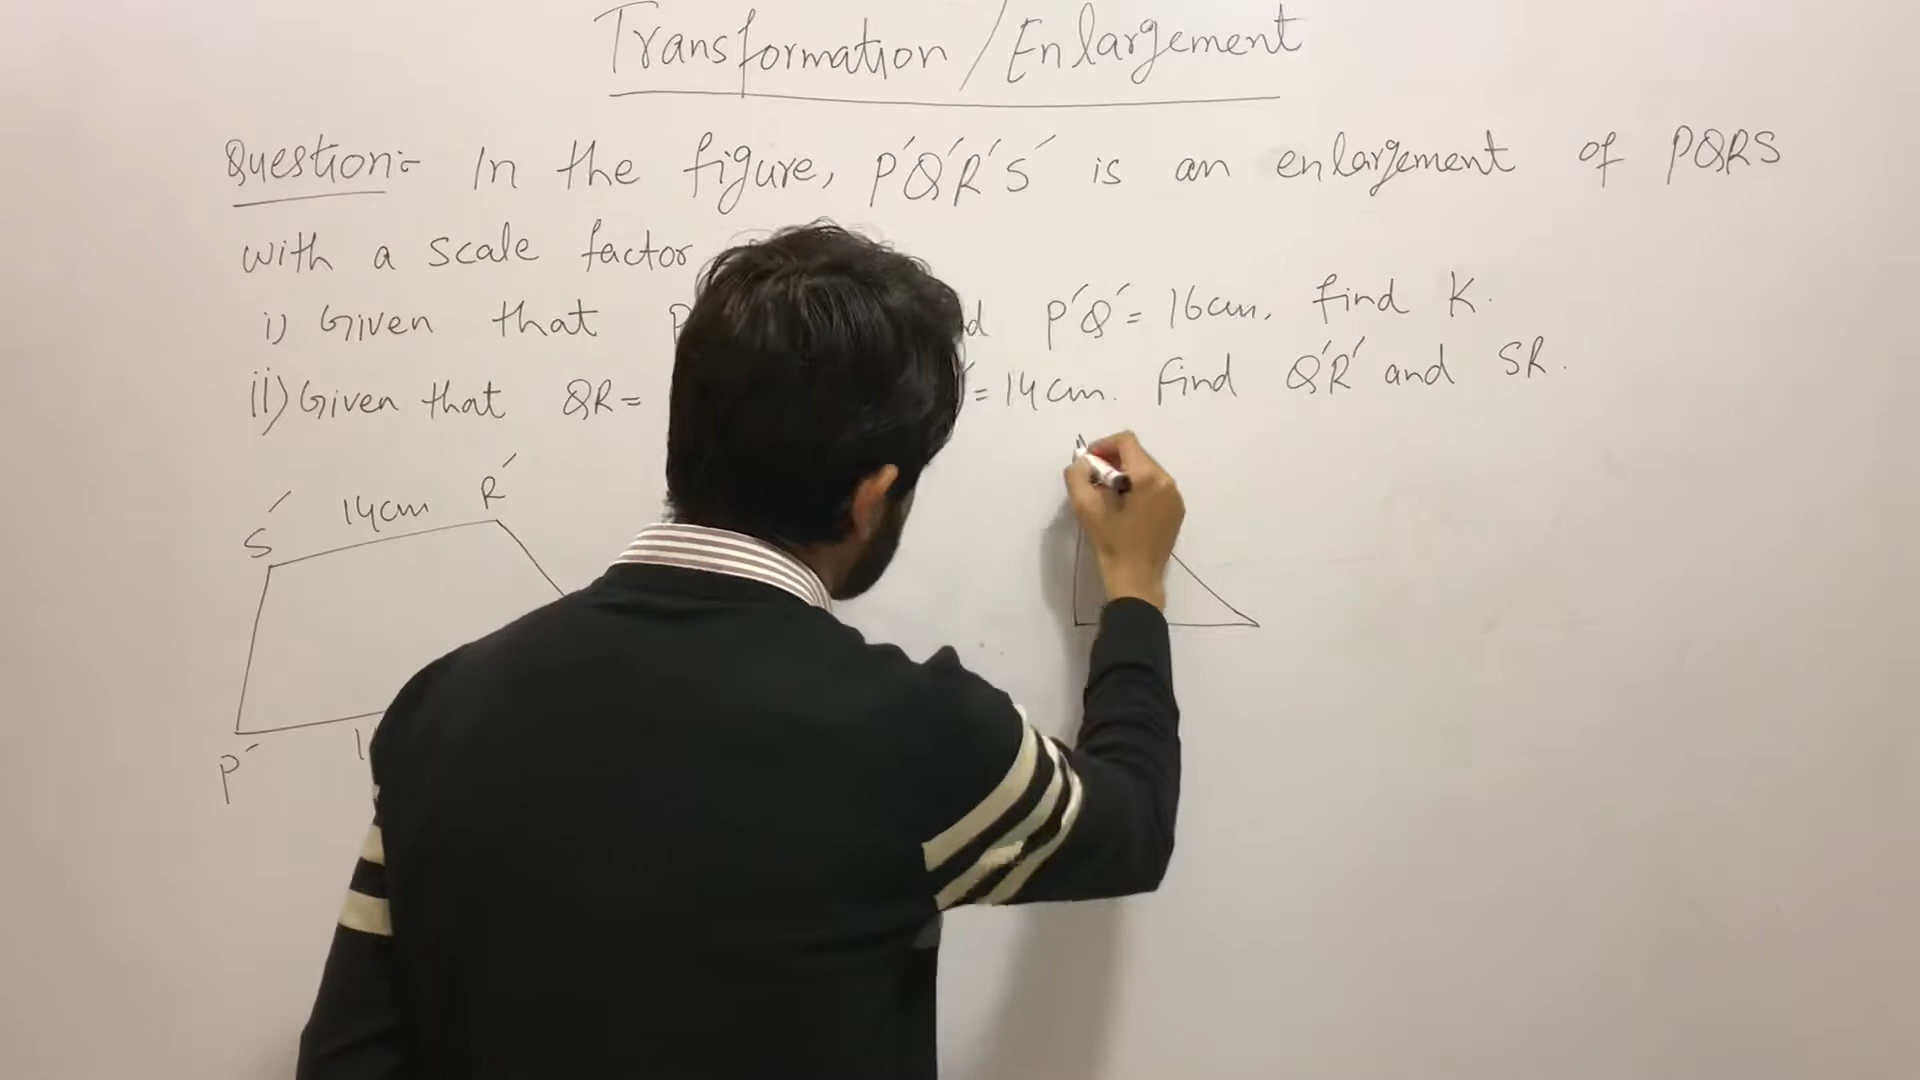 Transformation / Enlargement
Question:- In the figure, P'Q'R'S' is an enlargement of PQRS
with a scale factor
i) Given that P'Q' = 16cm, find K.
ii) Given that QR = = 14cm. Find Q'R' and SR.
S' 14cm R'
P'